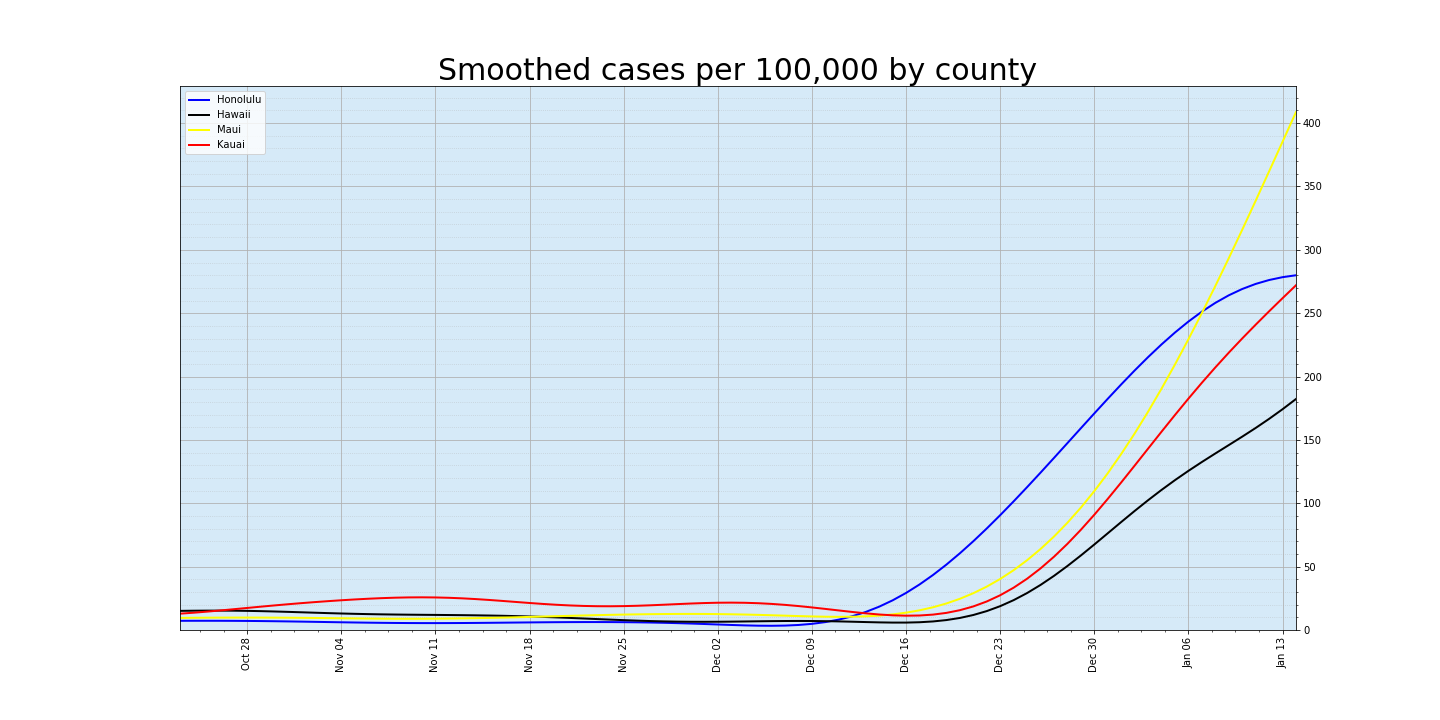 Smoothed cases per 100,000 by county
Honolulu
Hawaii
Maui
Kauai
400
350
300
250
200
150
100
50
0
Oct 28
Nov 04
Nov 11
Nov 18
Nov 25
Dec 02
Dec 09
Dec 16
Dec 23
Dec 30
Jan 06
Jan 13